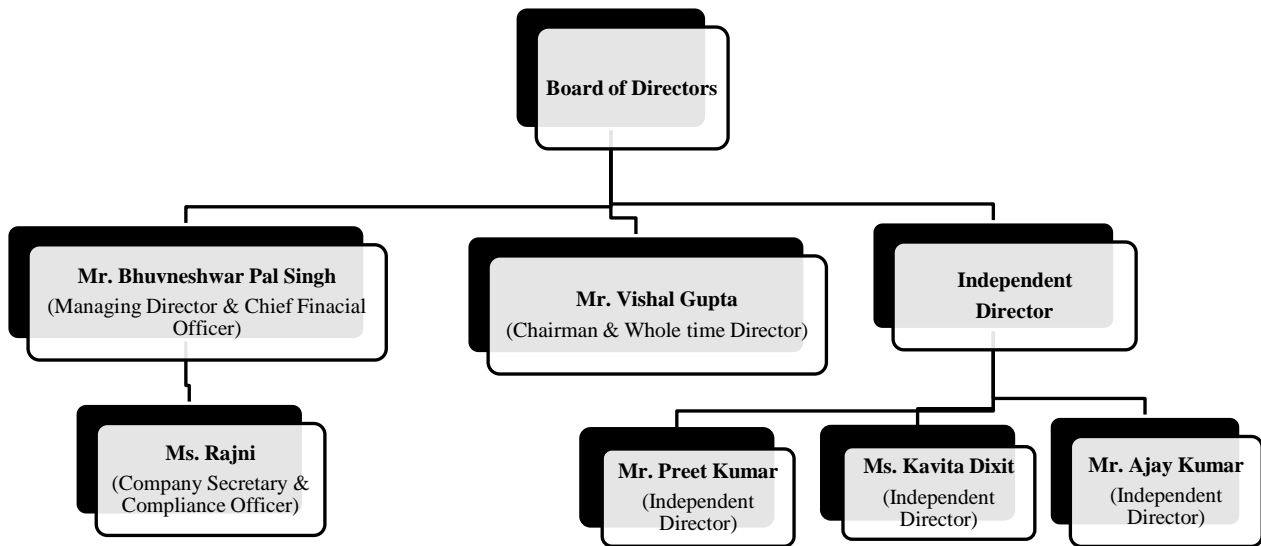 Board of Directors
Mr. Bhuvneshwar Pal Singh
(Managing Director & Chief Finacial
Officer)
Mr. Vishal Gupta
(Chairman & Whole time Director)
Independent
Director
Ms. Rajni
(Company Secretary &
Compliance Officer)
Mr. Preet Kumar
(Independent
Director)
Ms. Kavita Dixit
(Independent
Director)
Mr. Ajay Kumar
(Independent
Director)